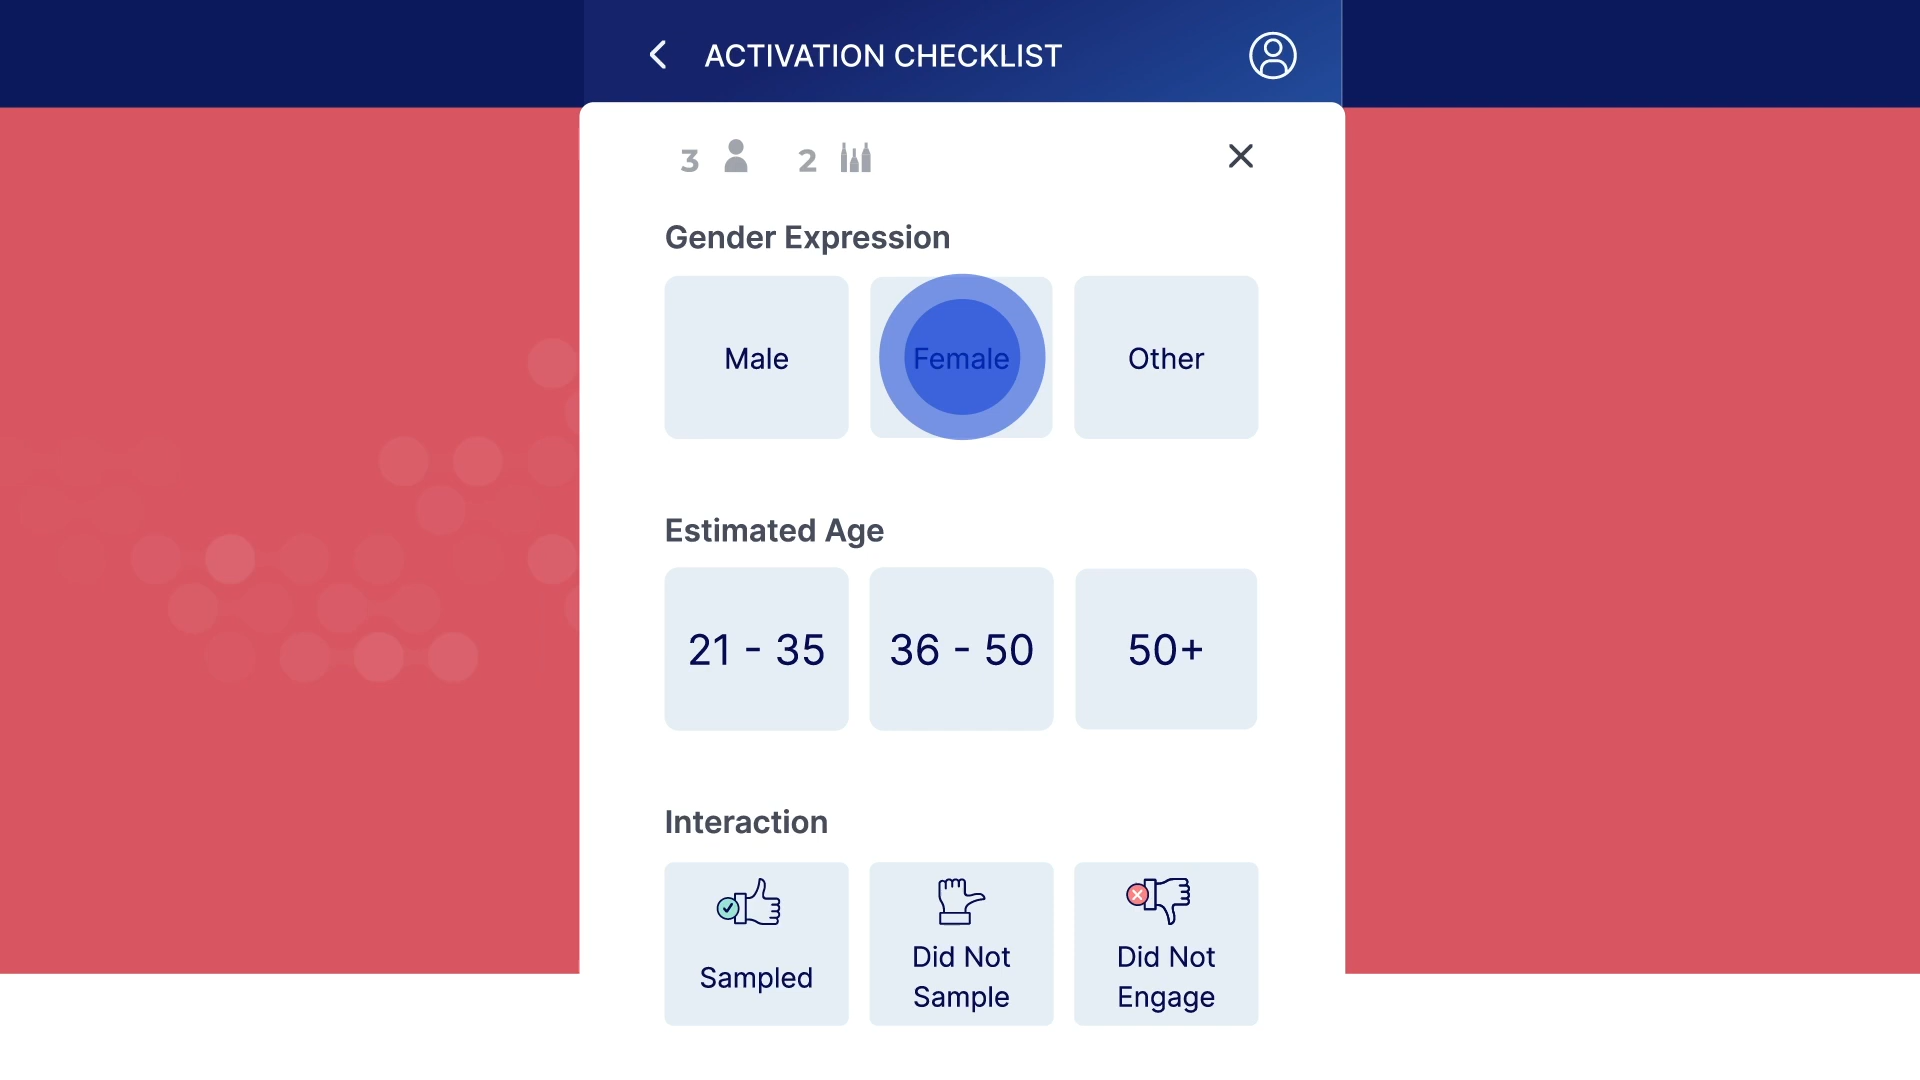 ACTIVATION CHECKLIST
3 2
Gender Expression
Male Female Other
Estimated Age
21 - 35 36 - 50 50+
Interaction
Sampled
Did Not
Sample
Did Not
Engage